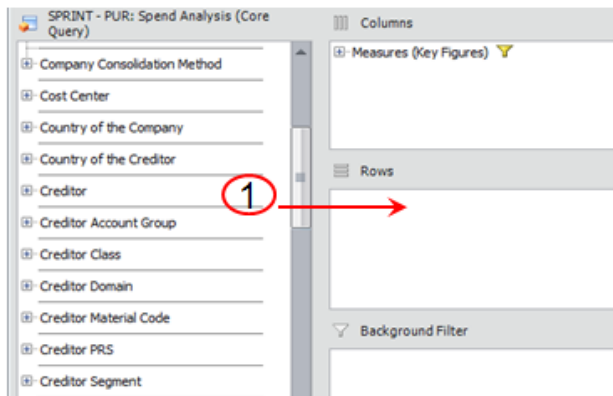 SPRINT - PUR: Spend Analysis (Core
Query)
Company Consolidation Method
Cost Center
Country of the Company
Country of the Creditor
Creditor
Creditor Account Group
Creditor Class
Creditor Domain
Creditor Material Code
Creditor PRS
Creditor Segment
1
Columns
Measures (Key Figures)
Rows
Background Filter